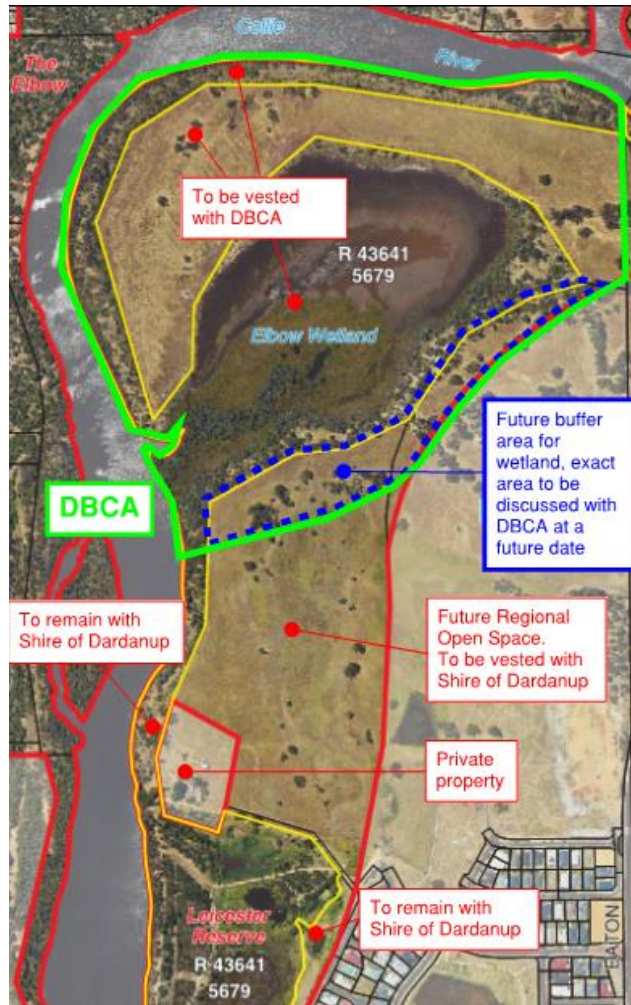 Collie
River
The
Elbow
To be vested
with DBCA
R 43641
5679
Elbow Wetland
Future buffer
area for
wetland, exact
area to be
discussed with
DBCA at a
future date
DBCA
To remain with
Shire of Dardanup
Future Regional
Open Space.
To be vested with
Shire of Dardanup
Private
property
To remain with
Shire of Dardanup
Leicester
Reserve
R 43641
5679
EATON